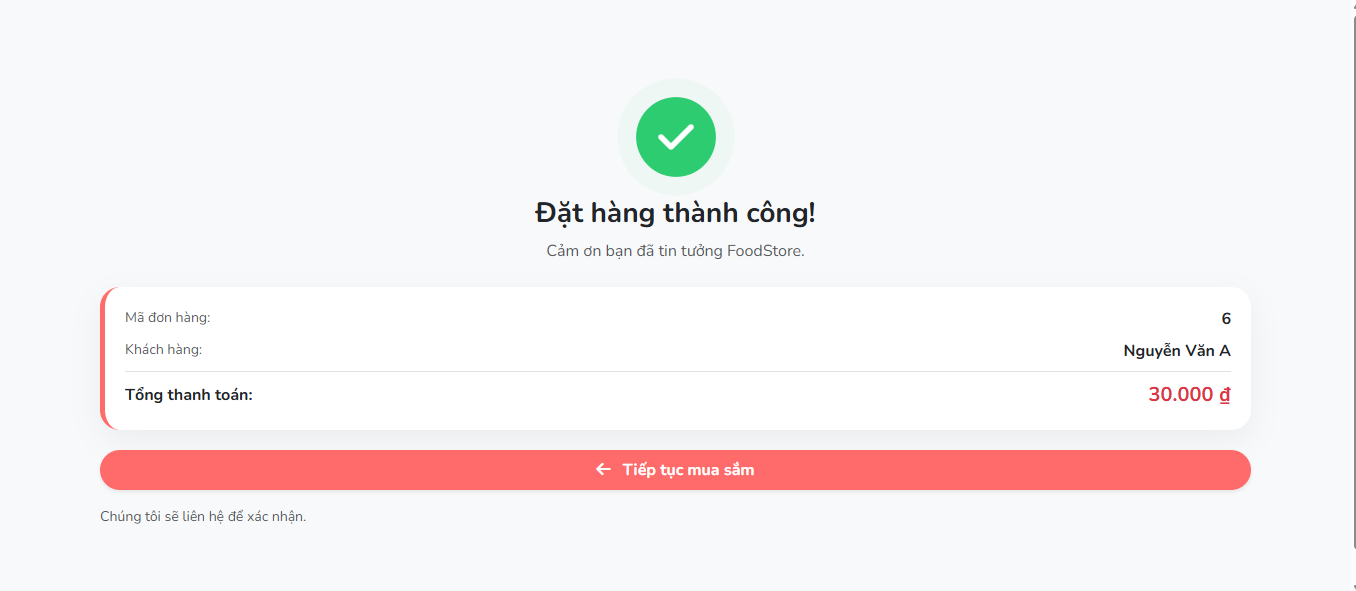 Đặt hàng thành công!
Cảm ơn bạn đã tin tưởng FoodStore.
Mã đơn hàng: 6
Khách hàng: Nguyễn Văn A
Tổng thanh toán: 30.000 ₫
Tiếp tục mua sắm
Chúng tôi sẽ liên hệ để xác nhận.